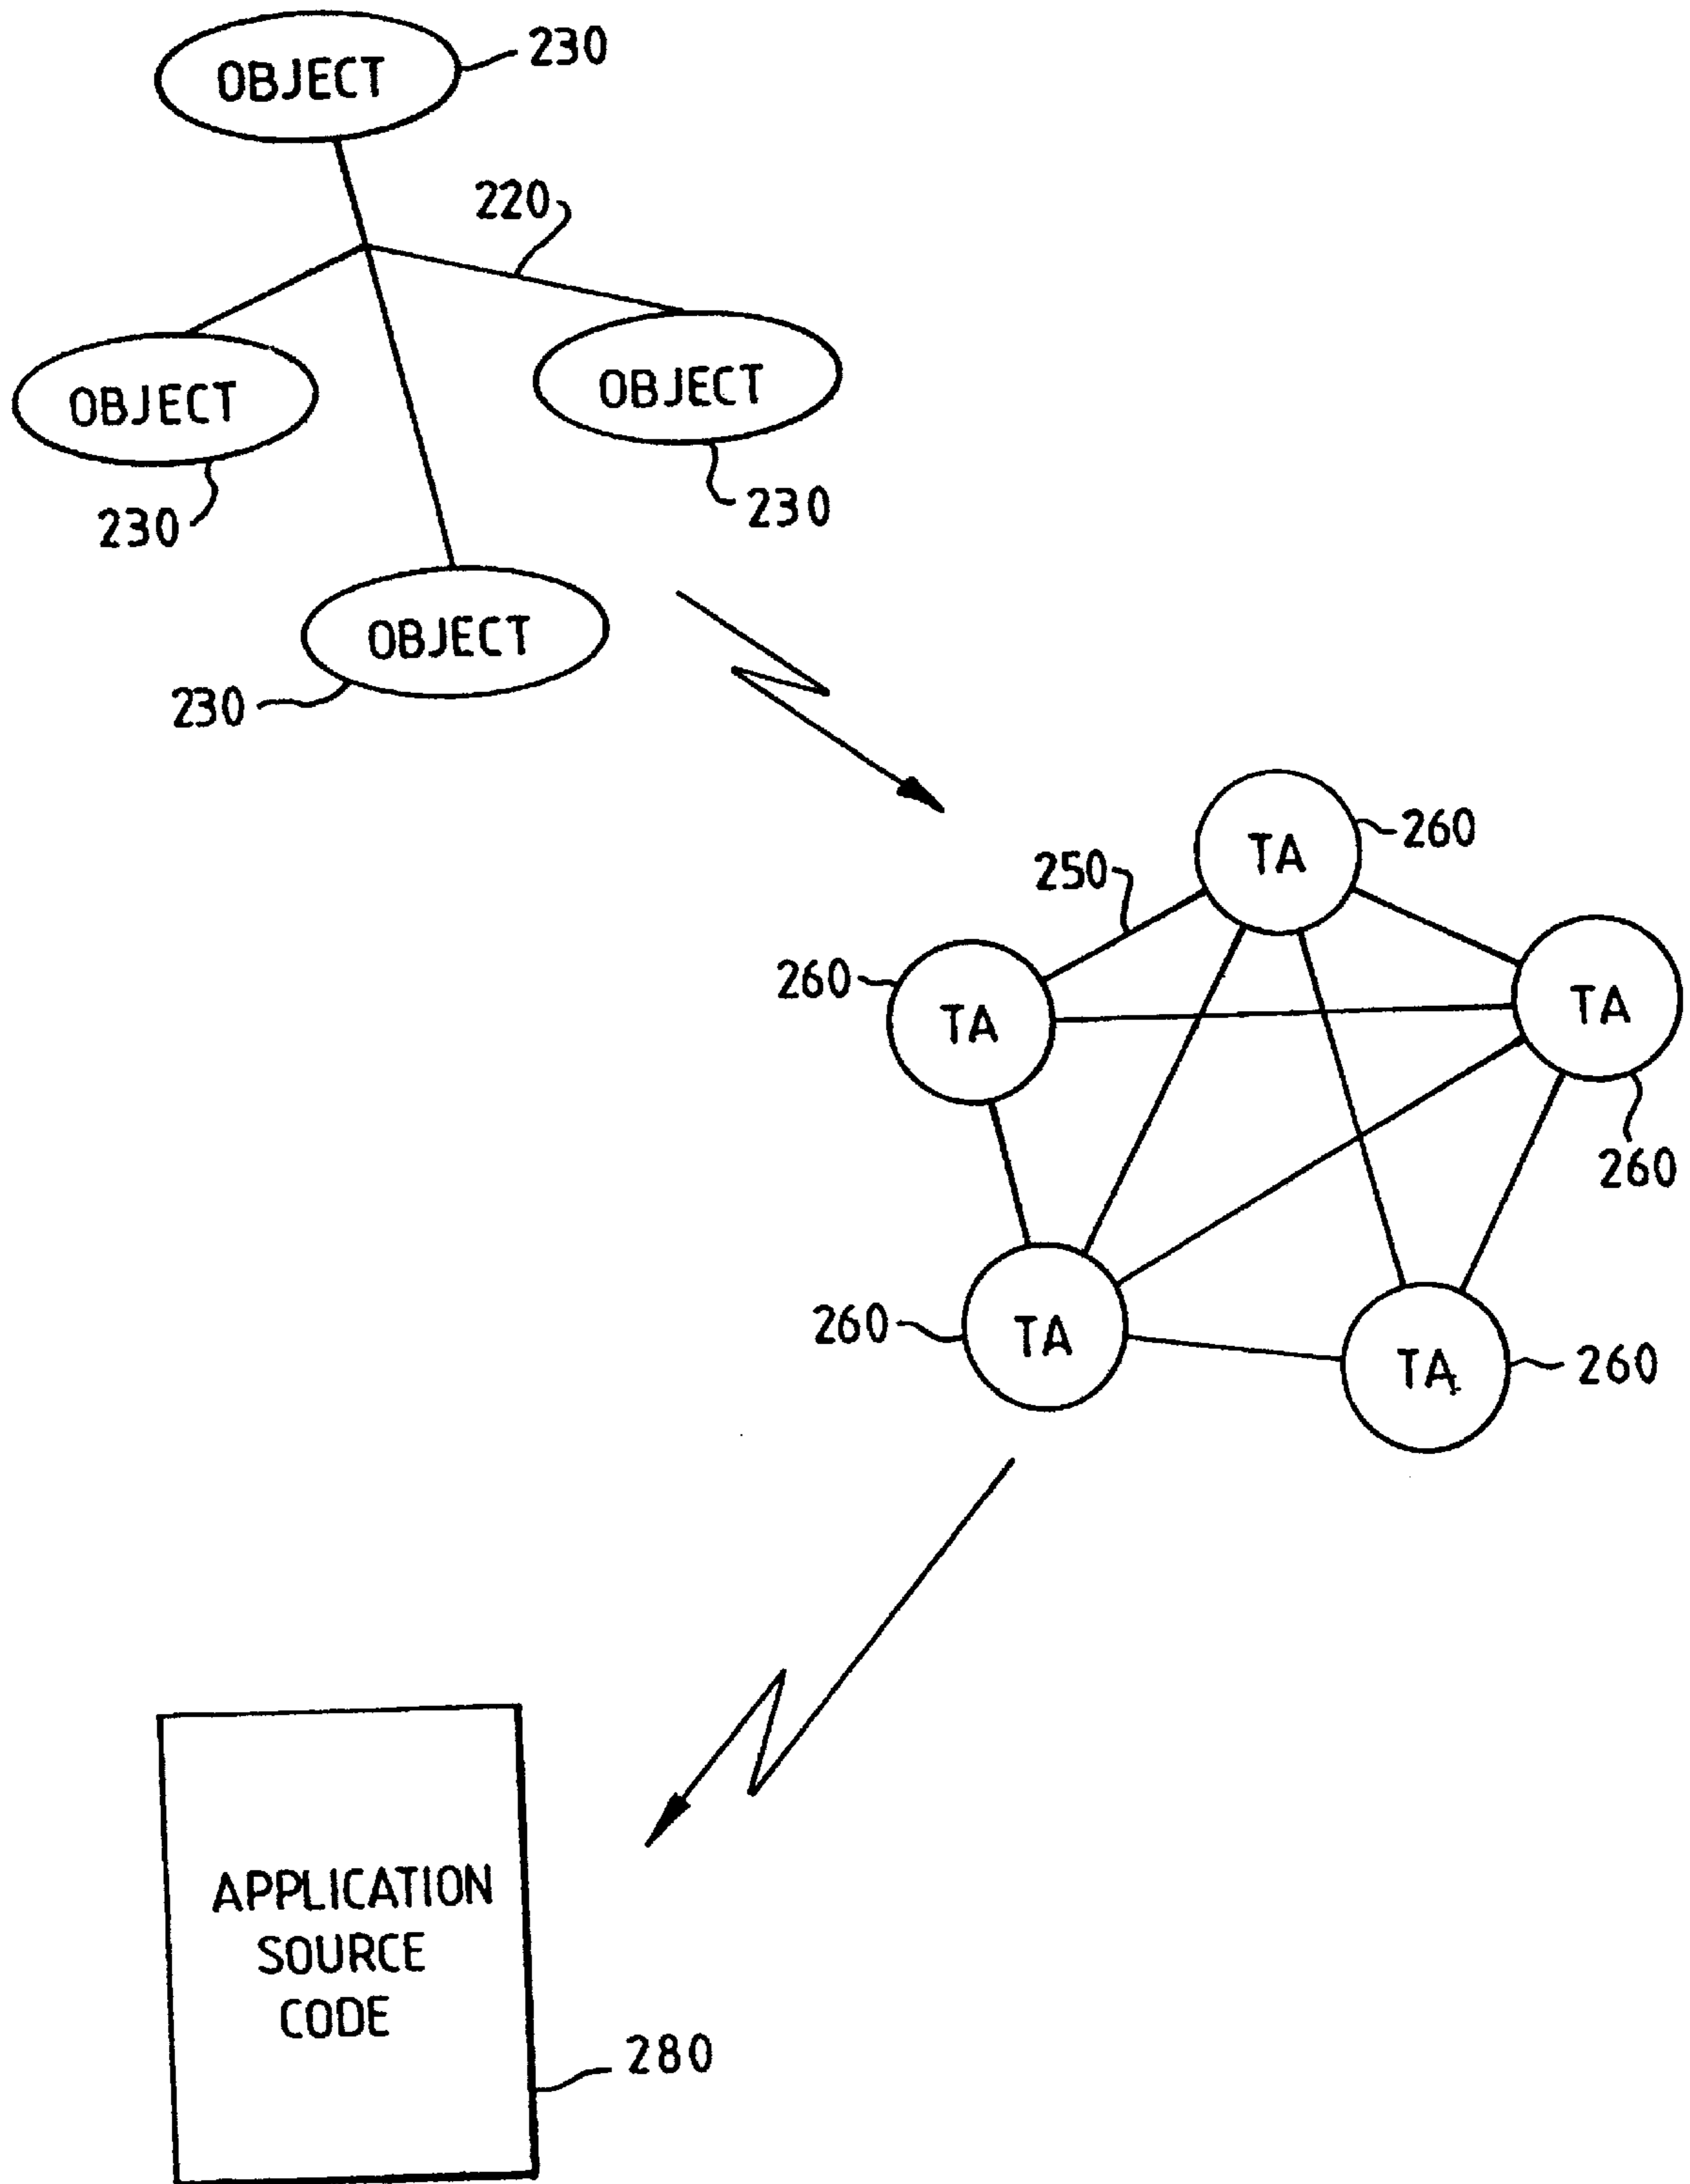 OBJECT
230
220
OBJECT
OBJECT
230
230
OBJECT
230
TA
260
250
260
TA
TA
260
260
TA
TA
260
APPLICATION
SOURCE
CODE
280